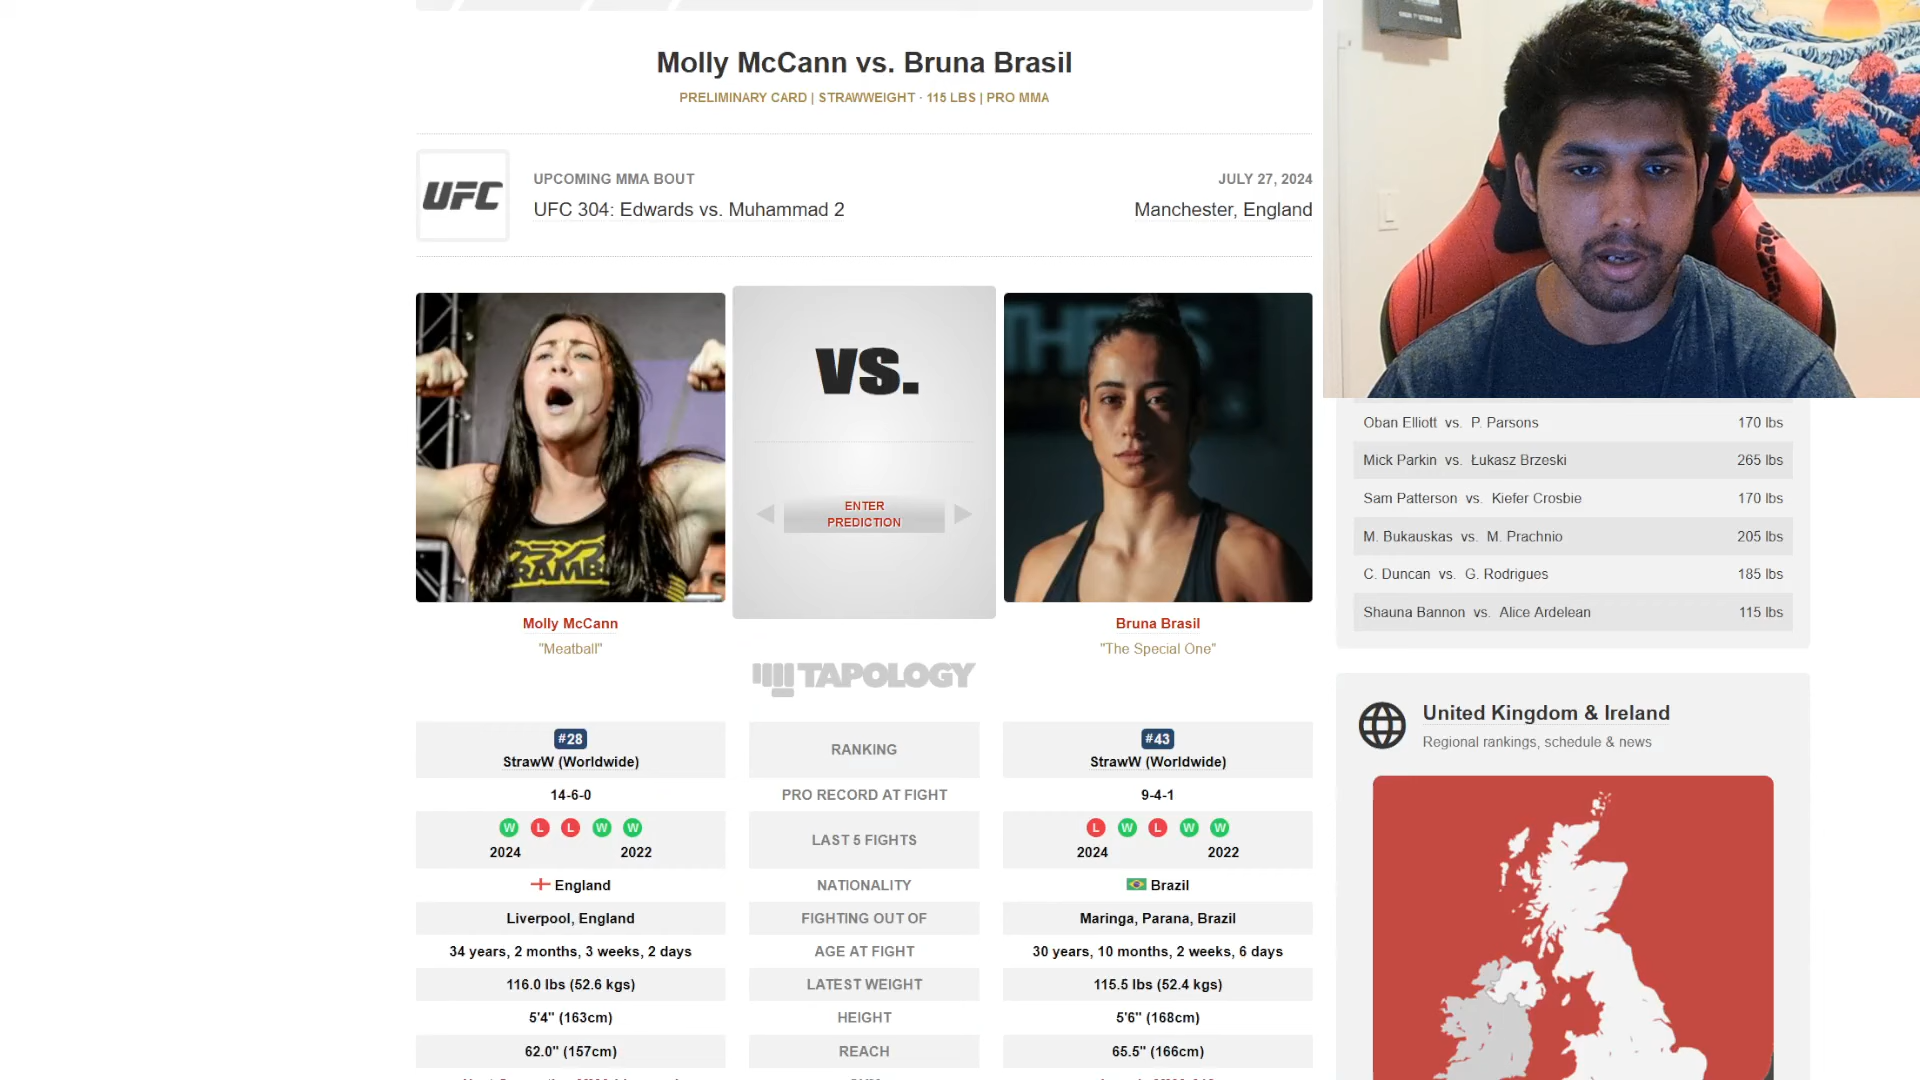 Molly McCann vs. Bruna Brasil
PRELIMINARY CARD | STRAWWEIGHT · 115 LBS | PRO MMA
UFC
UPCOMING MMA BOUT
JULY 27, 2024
UFC 304: Edwards vs. Muhammad 2
Manchester, England
VS.
ENTER
PREDICTION
Molly McCann
Bruna Brasil
"Meatball"
"The Special One"
TAPOLOGY
#28
RANKING
#43
StrawW (Worldwide)
StrawW (Worldwide)
14-6-0
PRO RECORD AT FIGHT
9-4-1
W L L W W
LAST 5 FIGHTS
L W L W W
2024 2022
2024 2022
England
NATIONALITY
Brazil
Liverpool, England
FIGHTING OUT OF
Maringa, Parana, Brazil
34 years, 2 months, 3 weeks, 2 days
AGE AT FIGHT
30 years, 10 months, 2 weeks, 6 days
116.0 lbs (52.6 kgs)
LATEST WEIGHT
115.5 lbs (52.4 kgs)
5'4" (163cm)
HEIGHT
5'6" (168cm)
62.0" (157cm)
REACH
65.5" (166cm)
Oban Elliott vs. P. Parsons 170 lbs
Mick Parkin vs. Łukasz Brzeski 265 lbs
Sam Patterson vs. Kiefer Crosbie 170 lbs
M. Bukauskas vs. M. Prachnio 205 lbs
C. Duncan vs. G. Rodrigues 185 lbs
Shauna Bannon vs. Alice Ardelean 115 lbs
United Kingdom & Ireland
Regional rankings, schedule & news